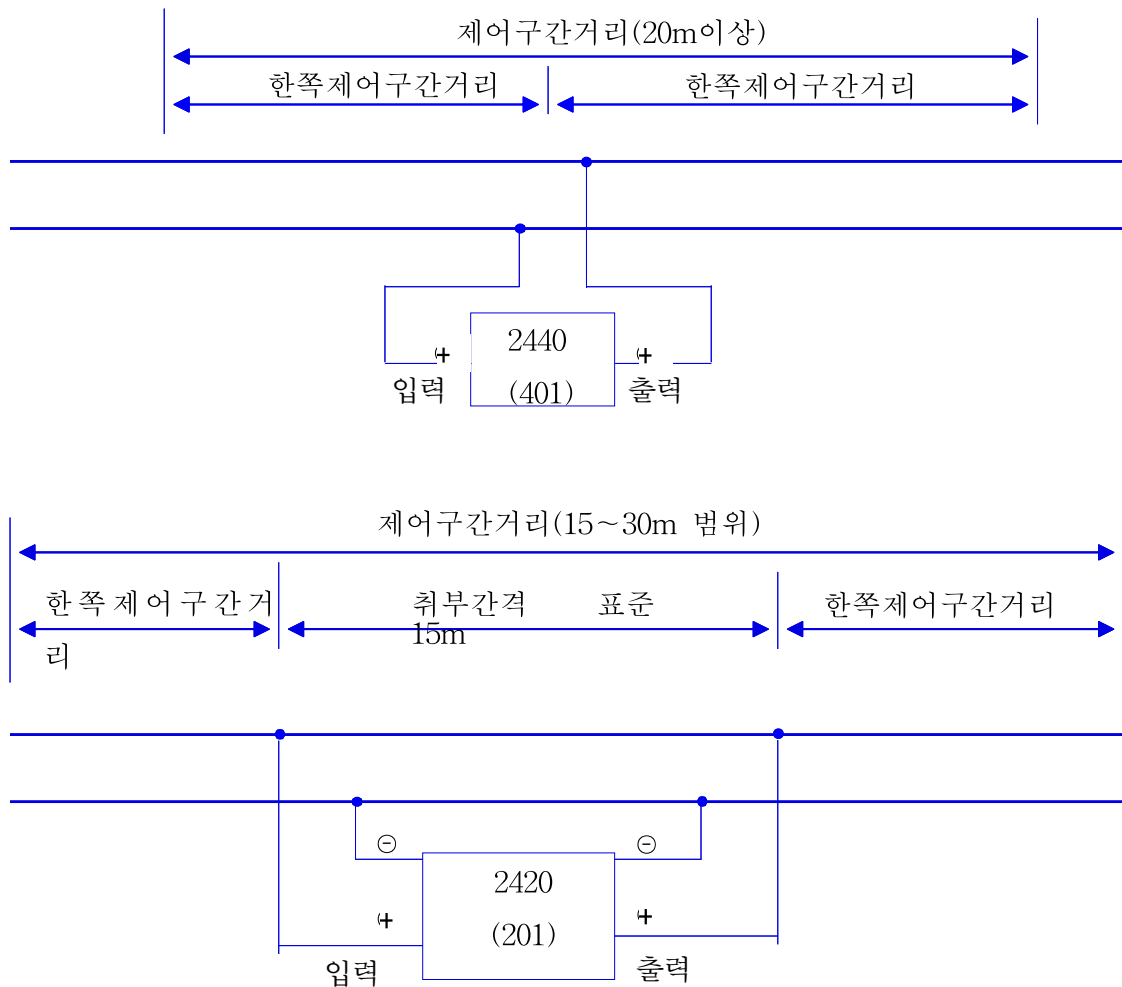 제어구간거리(20m이상)
한쪽제어구간거리 한쪽제어구간거리
+ 2440 +
입력 (401) 출력
제어구간거리(15~30m 범위)
한쪽제어구간거 취부간격 표준 한쪽제어구간거리
리 15m
⊖ ⊖
2420
+ (201) +
입력 출력